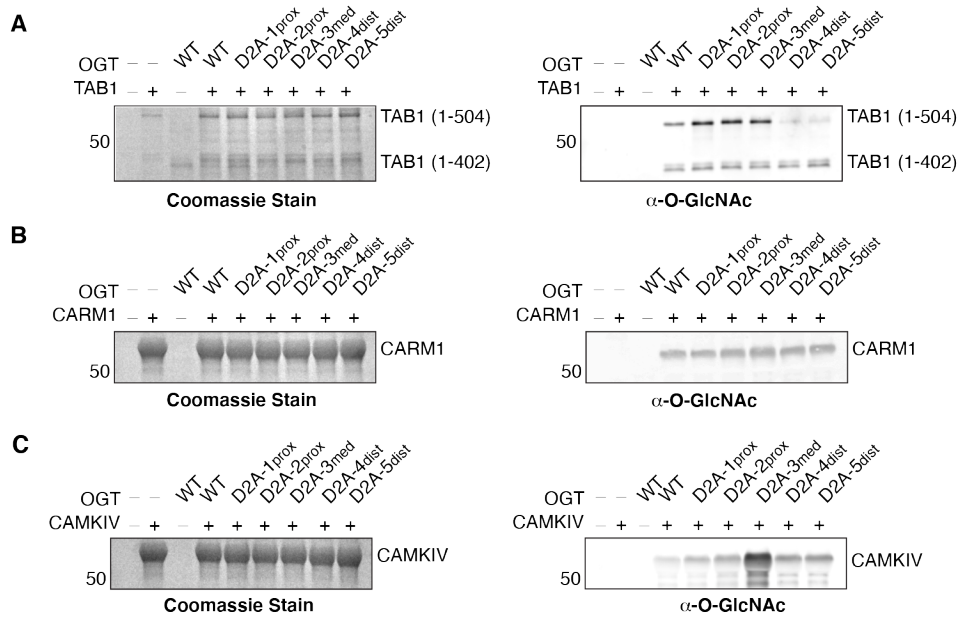 A
OGT – – WT WT D2A-1prox D2A-2prox D2A-3med D2A-4dist D2A-5dist
TAB1 – + – + + + + + +
50
TAB1 (1-504)
TAB1 (1-402)
Coomassie Stain
OGT – – WT WT D2A-1prox D2A-2prox D2A-3med D2A-4dist D2A-5dist
TAB1 – + – + + + + + +
50
TAB1 (1-504)
TAB1 (1-402)
α-O-GlcNAc
B
OGT – – WT WT D2A-1prox D2A-2prox D2A-3med D2A-4dist D2A-5dist
CARM1 – + – + + + + + +
50
CARM1
Coomassie Stain
OGT – – WT WT D2A-1prox D2A-2prox D2A-3med D2A-4dist D2A-5dist
CARM1 – + – + + + + + +
50
CARM1
α-O-GlcNAc
C
OGT – – WT WT D2A-1prox D2A-2prox D2A-3med D2A-4dist D2A-5dist
CAMKIV – + – + + + + + +
50
CAMKIV
Coomassie Stain
OGT – – WT WT D2A-1prox D2A-2prox D2A-3med D2A-4dist D2A-5dist
CAMKIV – + – + + + + + +
50
CAMKIV
α-O-GlcNAc